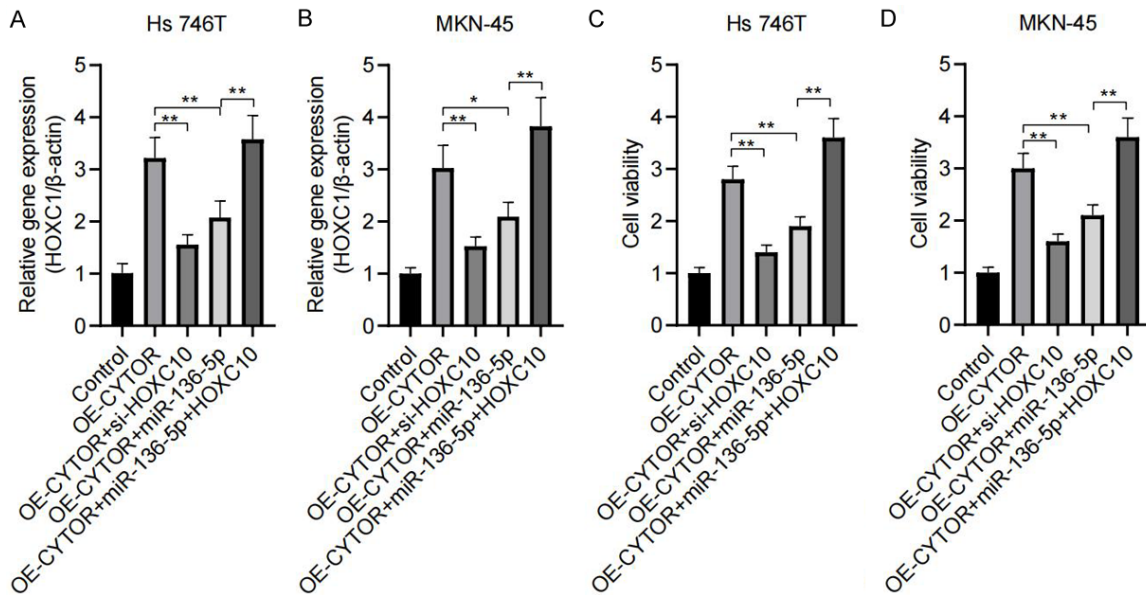 A
Hs 746T
Relative gene expression
(HOXC1/β-actin)
5
4
3
2
1
0
**
**
**
Control
OE-CYTOR
OE-CYTOR+si-HOXC10
OE-CYTOR+miR-136-5p
OE-CYTOR+miR-136-5p+HOXC10
B
MKN-45
Relative gene expression
(HOXC1/β-actin)
5
4
3
2
1
0
**
*
**
Control
OE-CYTOR
OE-CYTOR+si-HOXC10
OE-CYTOR+miR-136-5p
OE-CYTOR+miR-136-5p+HOXC10
C
Hs 746T
Cell viability
5
4
3
2
1
0
**
**
**
Control
OE-CYTOR
OE-CYTOR+si-HOXC10
OE-CYTOR+miR-136-5p
OE-CYTOR+miR-136-5p+HOXC10
D
MKN-45
Cell viability
5
4
3
2
1
0
**
**
**
Control
OE-CYTOR
OE-CYTOR+si-HOXC10
OE-CYTOR+miR-136-5p
OE-CYTOR+miR-136-5p+HOXC10